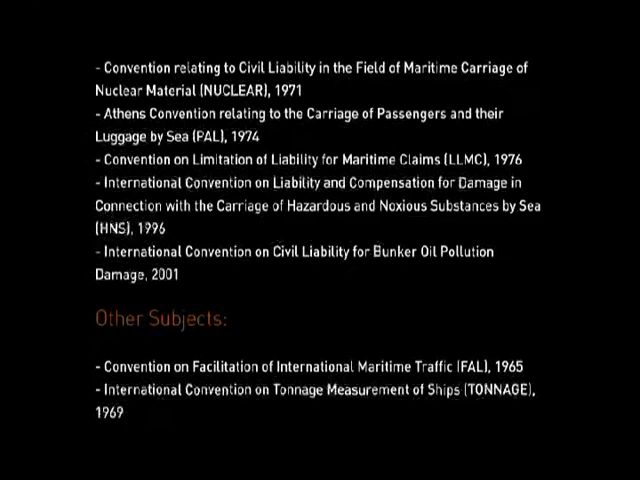 - Convention relating to Civil Liability in the Field of Maritime Carriage of
Nuclear Material (NUCLEAR), 1971
- Athens Convention relating to the Carriage of Passengers and their
Luggage by Sea (PAL), 1974
- Convention on Limitation of Liability for Maritime Claims (LLMC), 1976
- International Convention on Liability and Compensation for Damage in
Connection with the Carriage of Hazardous and Noxious Substances by Sea
(HNS), 1996
- International Convention on Civil Liability for Bunker Oil Pollution
Damage, 2001
Other Subjects:
- Convention on Facilitation of International Maritime Traffic (FAL), 1965
- International Convention on Tonnage Measurement of Ships (TONNAGE),
1969